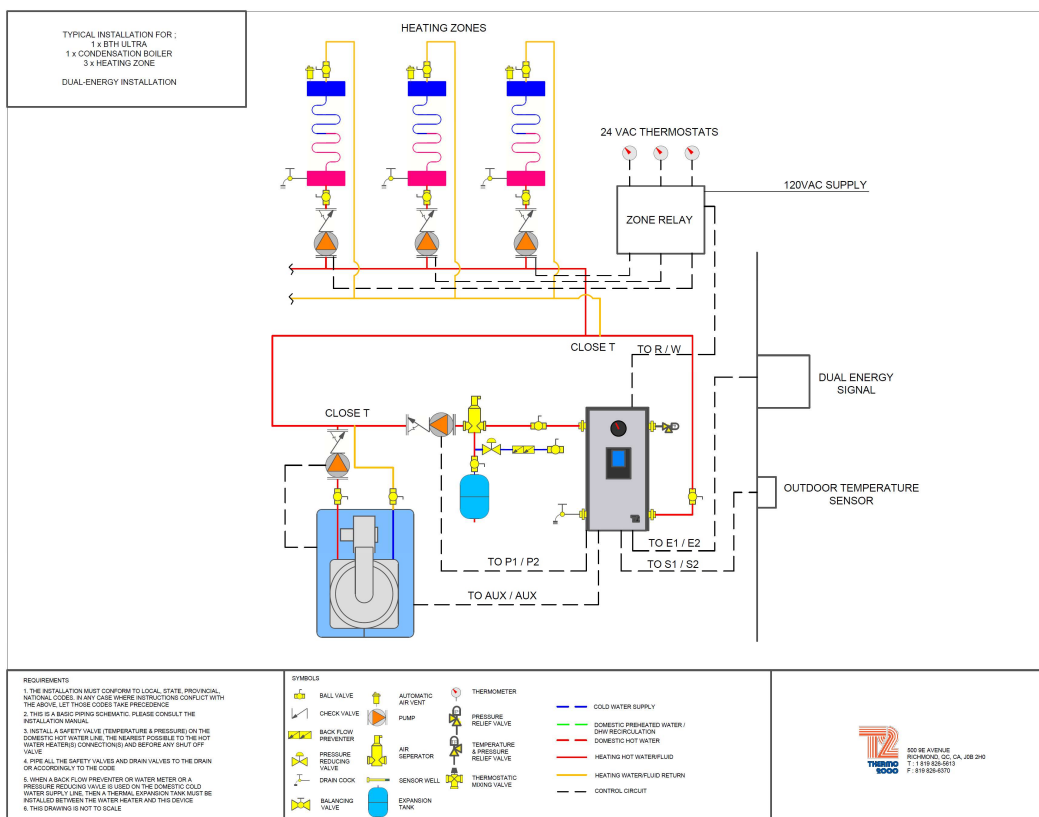 TYPICAL INSTALLATION FOR ;
1 x BTH ULTRA
1 x CONDENSATION BOILER
3 x HEATING ZONE
DUAL-ENERGY INSTALLATION
HEATING ZONES
24 VAC THERMOSTATS
120VAC SUPPLY
ZONE RELAY
CLOSE T
TO R / W
DUAL ENERGY
SIGNAL
CLOSE T
OUTDOOR TEMPERATURE
SENSOR
TO E1 / E2
TO P1 / P2
TO S1 / S2
TO AUX / AUX
REQUIREMENTS
1. THE INSTALLATION MUST CONFORM TO LOCAL, STATE, PROVINCIAL,
NATIONAL CODES. IN ANY CASE WHERE INSTRUCTIONS CONFLICT WITH
THE ABOVE, LET THOSE CODES TAKE PRECEDENCE
2. THIS IS A BASIC PIPING SCHEMATIC. PLEASE CONSULT THE
INSTALLATION MANUAL
3. INSTALL A SAFETY VALVE (TEMPERATURE & PRESSURE) ON THE
DOMESTIC HOT WATER LINE, THE NEAREST POSSIBLE TO THE HOT
WATER HEATER(S) CONNECTION(S) AND BEFORE ANY SHUT OFF
VALVE
4. PIPE ALL THE SAFETY VALVES AND DRAIN VALVES TO THE DRAIN
OR ACCORDINGLY TO THE CODE
5. WHEN A BACK FLOW PREVENTER OR WATER METER OR A
PRESSURE REDUCING VAVLE IS USED ON THE DOMESTIC COLD
WATER SUPPLY LINE, THEN A THERMAL EXPANSION TANK MUST BE
INSTALLED BETWEEN THE WATER HEATER AND THIS DEVICE
6. THIS DRAWING IS NOT TO SCALE
SYMBOLS
BALL VALVE
CHECK VALVE
BACK FLOW
PREVENTER
PRESSURE
REDUCING
VALVE
DRAIN COCK
BALANCING
VALVE
AUTOMATIC
AIR VENT
PUMP
AIR
SEPERATOR
SENSOR WELL
EXPANSION
TANK
THERMOMETER
PRESSURE
RELIEF VALVE
TEMPERATURE
& PRESSURE
RELIEF VALVE
THERMOSTATIC
MIXING VALVE
COLD WATER SUPPLY
DOMESTIC PREHEATED WATER /
DHW RECIRCULATION
DOMESTIC HOT WATER
HEATING HOT WATER/FLUID
HEATING WATER/FLUID RETURN
CONTROL CIRCUIT
T2
THERMO
2000
500 9E AVENUE
RICHMOND, QC, CA, J0B 2H0
T : 1 819 826-5613
F : 819 826-6370